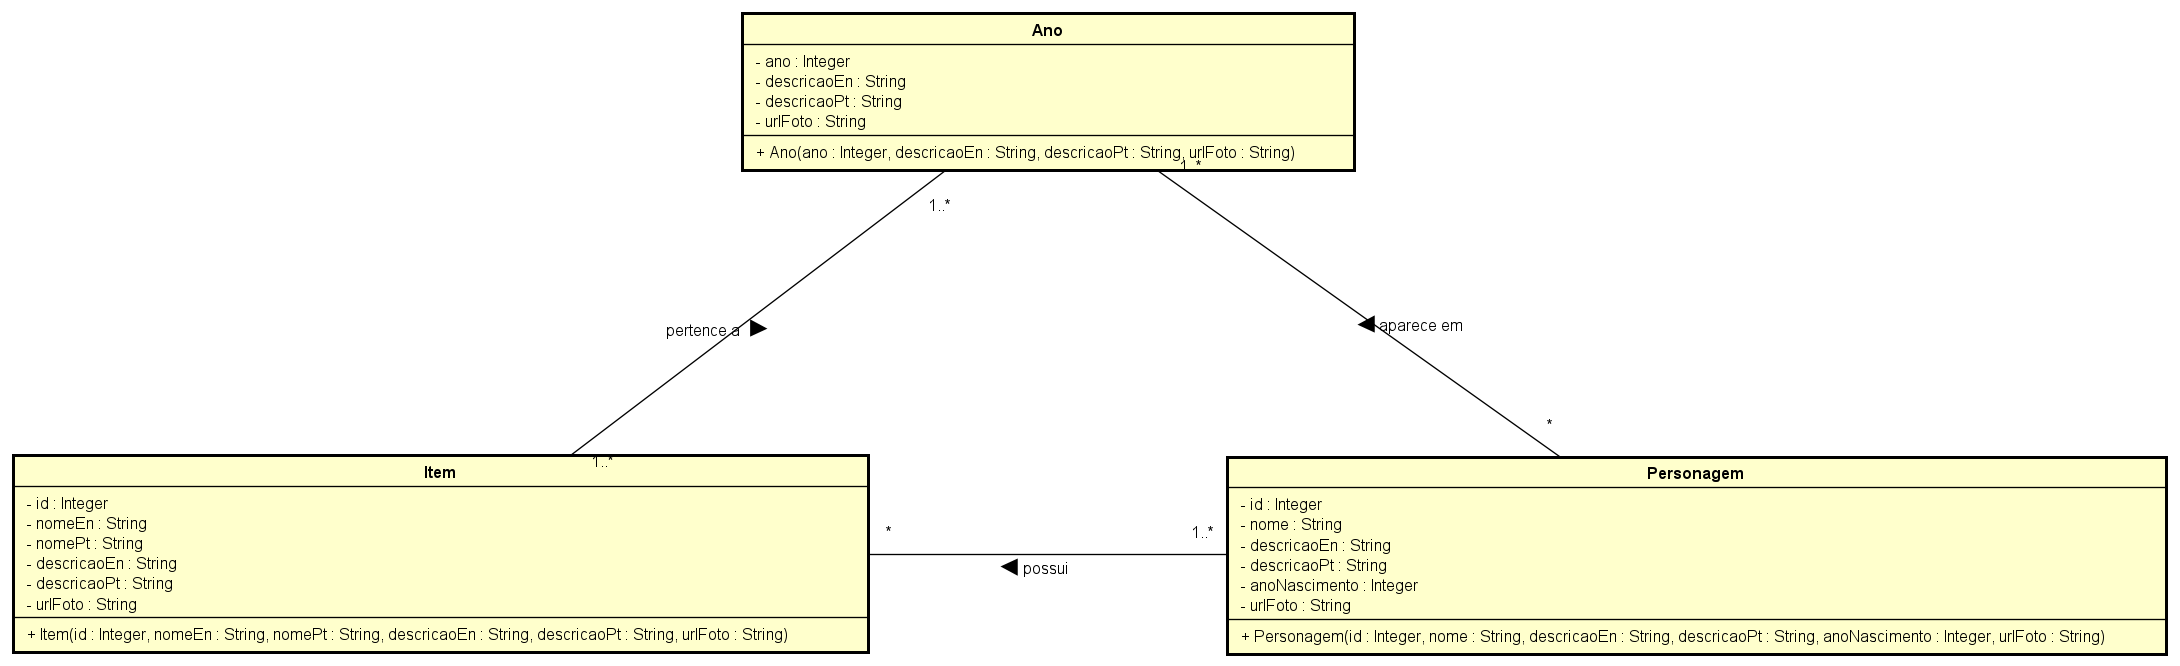 Ano
- ano : Integer
- descricaoEn : String
- descricaoPt : String
- urlFoto : String
+ Ano(ano : Integer, descricaoEn : String, descricaoPt : String, urlFoto : String)
1..*
1..*
pertence a
aparece em
*
1..*
Item
- id : Integer
- nomeEn : String
- nomePt : String
- descricaoEn : String
- descricaoPt : String
- urlFoto : String
+ Item(id : Integer, nomeEn : String, nomePt : String, descricaoEn : String, descricaoPt : String, urlFoto : String)
*
1..*
possui
Personagem
- id : Integer
- nome : String
- descricaoEn : String
- descricaoPt : String
- anoNascimento : Integer
- urlFoto : String
+ Personagem(id : Integer, nome : String, descricaoEn : String, descricaoPt : String, anoNascimento : Integer, urlFoto : String)